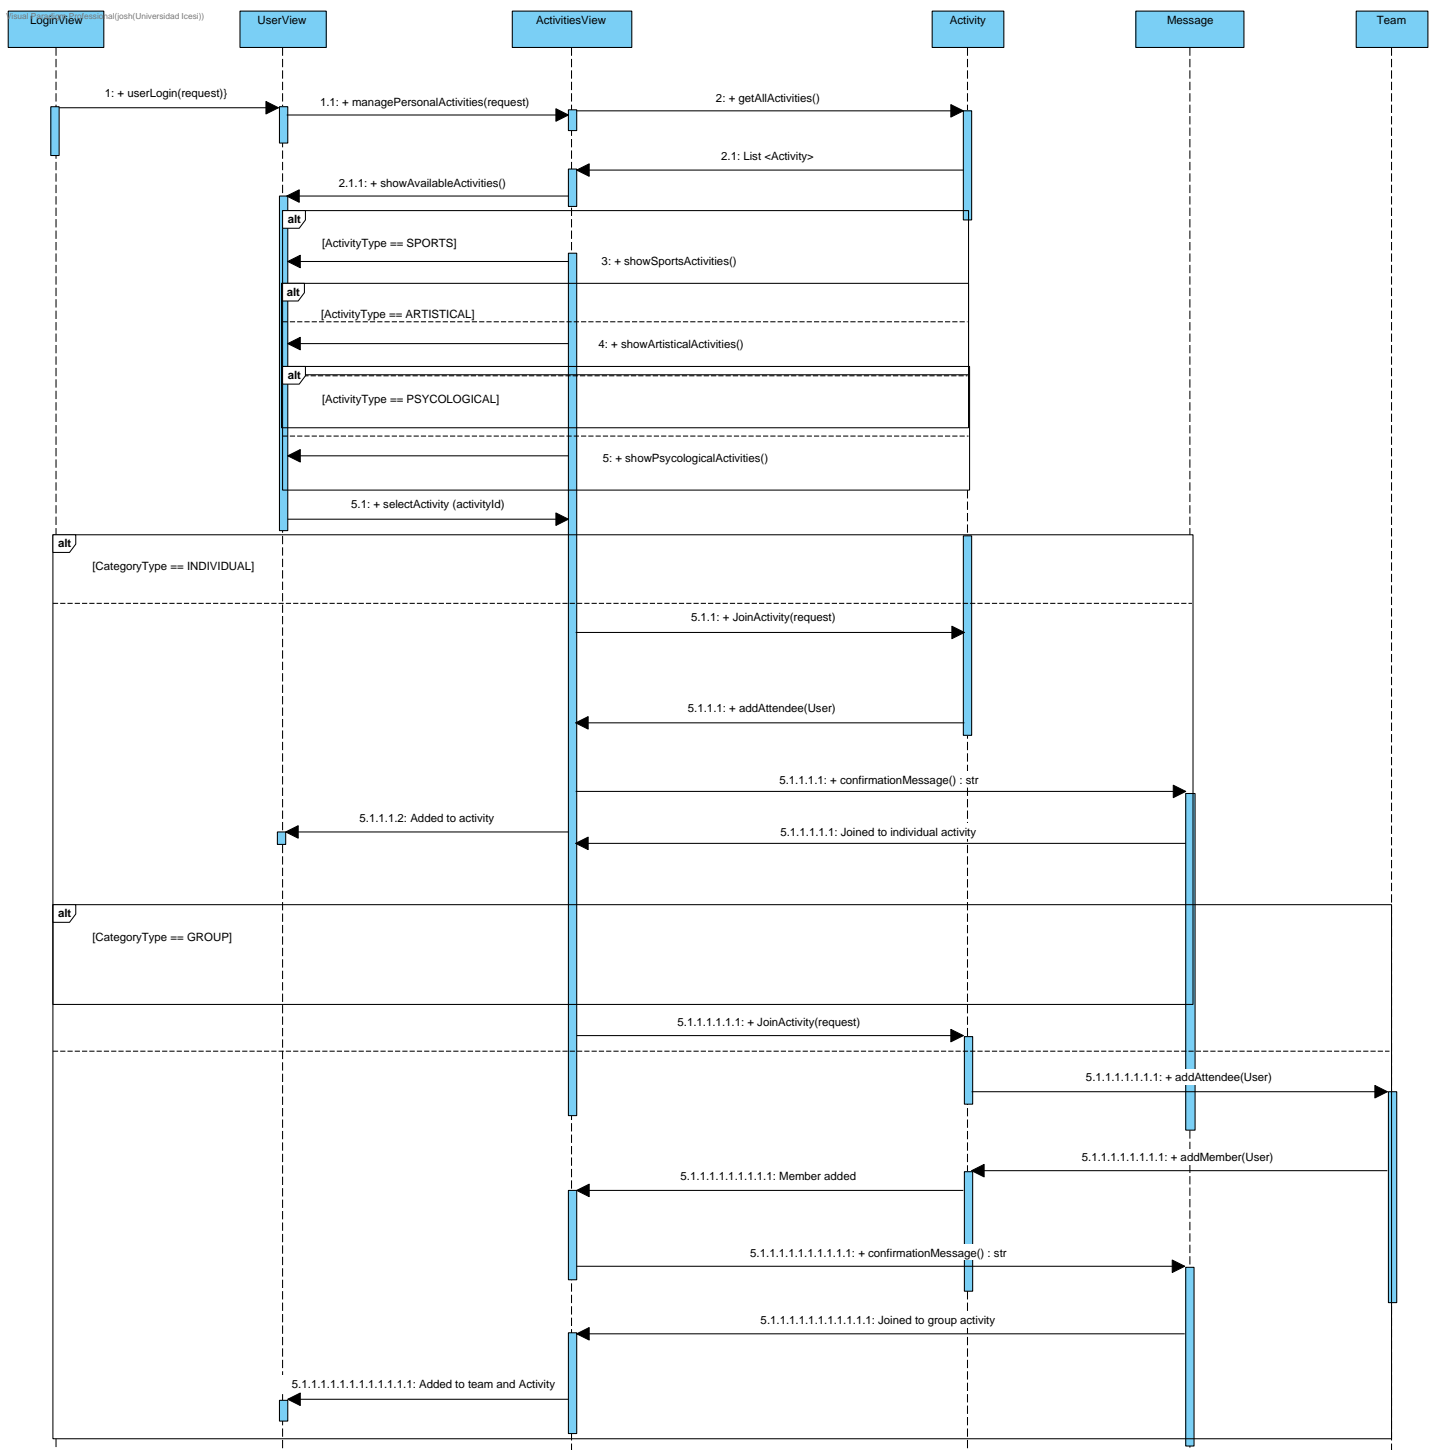 Visual Paradigm Professional(josh(Universidad Icesi))
LoginView
UserView
ActivitiesView
Activity
Message
Team
1: + userLogin(request)}
1.1: + managePersonalActivities(request)
2: + getAllActivities()
2.1: List <Activity>
2.1.1: + showAvailableActivities()
alt
[ActivityType == SPORTS]
3: + showSportsActivities()
alt
[ActivityType == ARTISTICAL]
4: + showArtisticalActivities()
alt
[ActivityType == PSYCOLOGICAL]
5: + showPsycologicalActivities()
5.1: + selectActivity (activityId)
alt
[CategoryType == INDIVIDUAL]
5.1.1: + JoinActivity(request)
5.1.1.1: + addAttendee(User)
5.1.1.1.1: + confirmationMessage() : str
5.1.1.1.2: Added to activity
5.1.1.1.1.1: Joined to individual activity
alt
[CategoryType == GROUP]
5.1.1.1.1.1.1: + JoinActivity(request)
5.1.1.1.1.1.1.1: + addAttendee(User)
5.1.1.1.1.1.1.1.1: + addMember(User)
5.1.1.1.1.1.1.1.1.1: Member added
5.1.1.1.1.1.1.1.1.1.1: + confirmationMessage() : str
5.1.1.1.1.1.1.1.1.1.1.1: Joined to group activity
5.1.1.1.1.1.1.1.1.1.1.1.1: Added to team and Activity